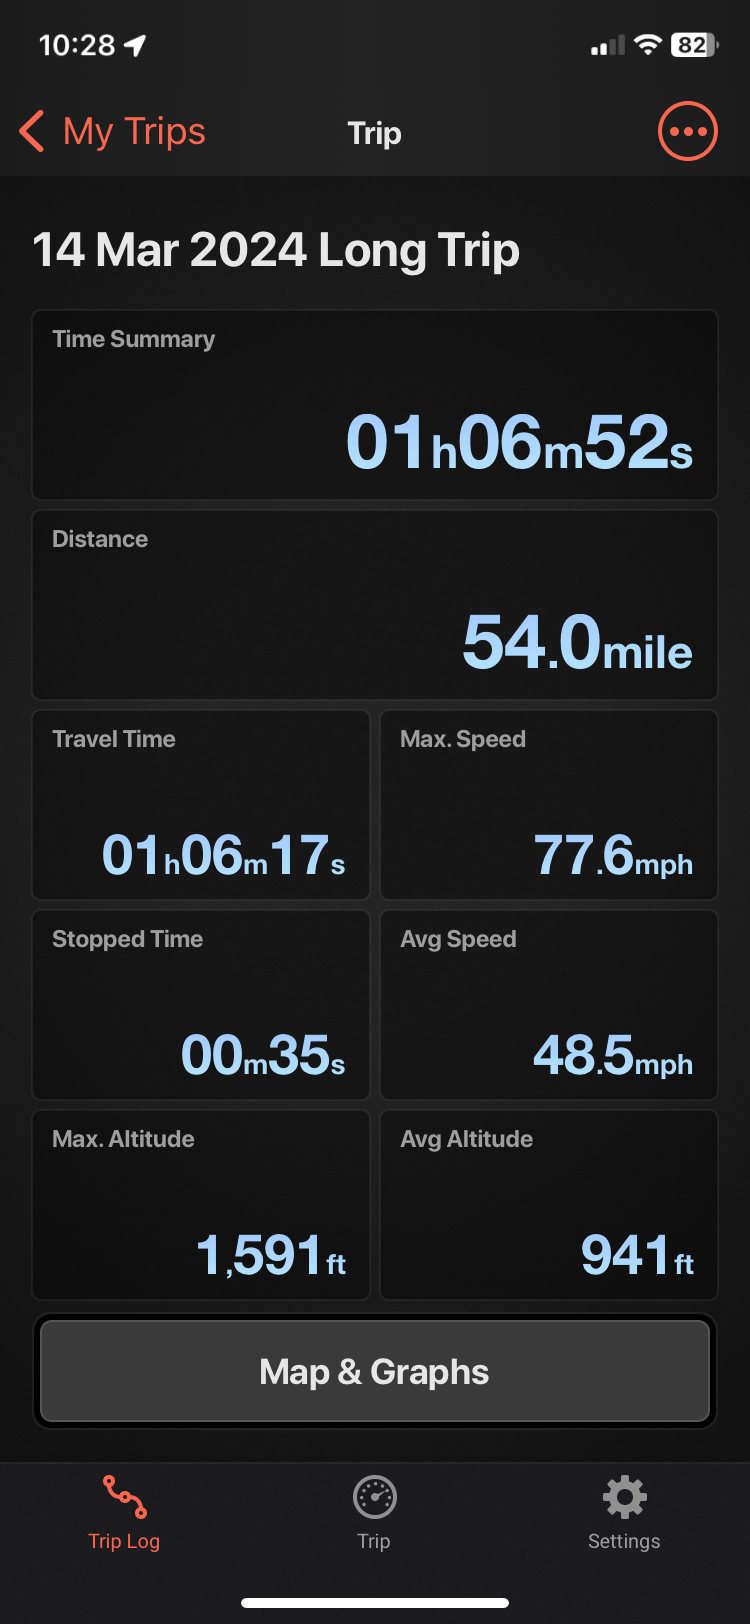 10:28
82
My Trips
Trip
14 Mar 2024 Long Trip
Time Summary
01h06m52s
Distance
54.0mile
Travel Time
01h06m17s
Max. Speed
77.6mph
Stopped Time
00m35s
Avg Speed
48.5mph
Max. Altitude
1,591ft
Avg Altitude
941ft
Map & Graphs
Trip Log
Trip
Settings